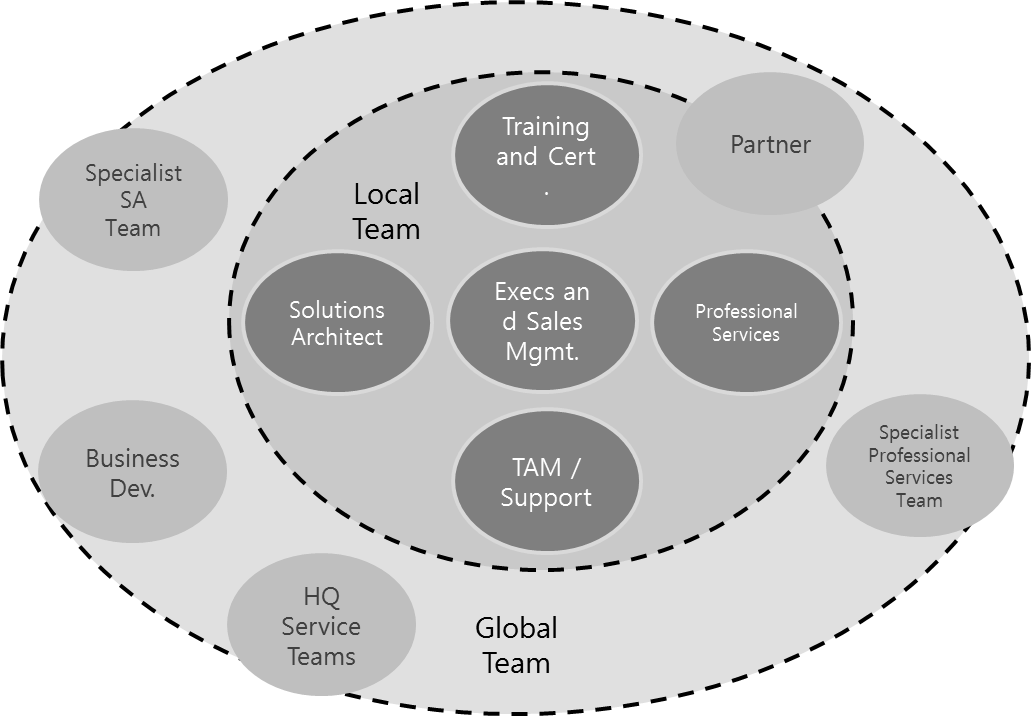 Training
and Cert
.
Partner
Specialist
SA
Team
Local
Team
Solutions
Architect
Execs an
d Sales
Mgmt.
Professional
Services
Business
Dev.
TAM /
Support
Specialist
Professional
Services
Team
HQ
Service
Teams
Global
Team